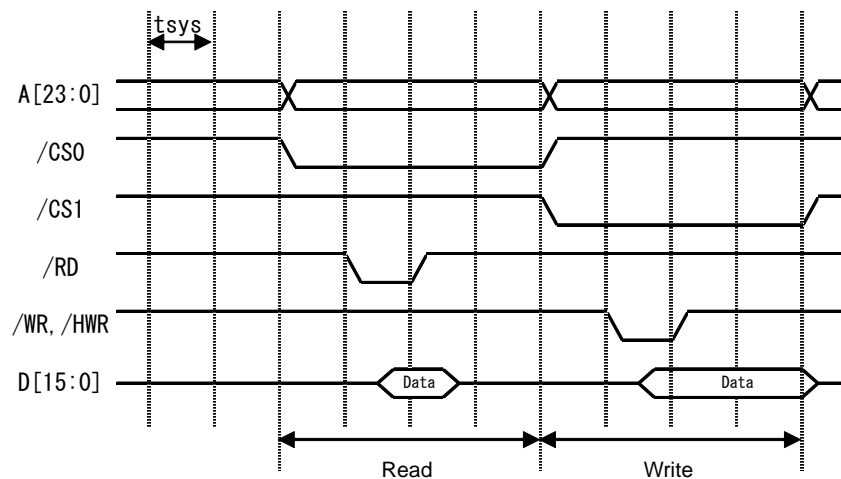 tsys
A[23:0]
/CS0
/CS1
/RD
/WR, /HWR
D[15:0]
Data
Data
Read
Write